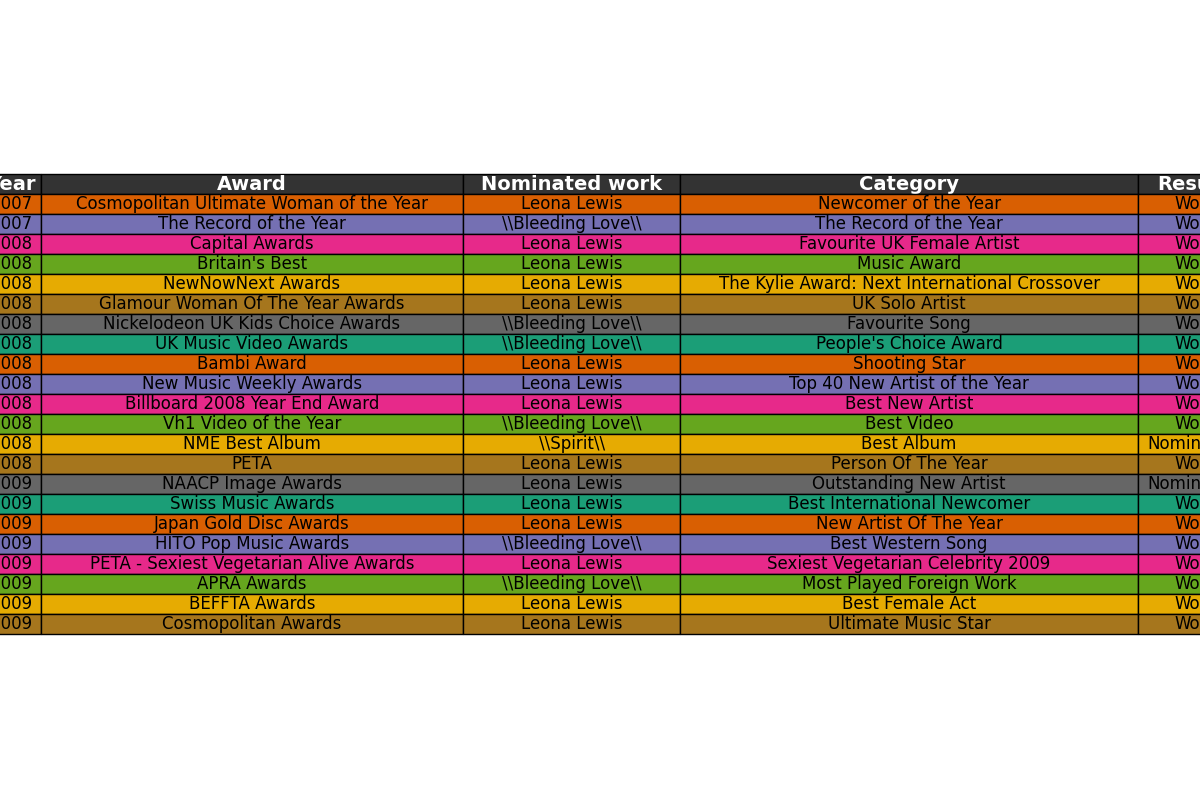 Year Award Nominated work Category Resu
007 Cosmopolitan Ultimate Woman of the Year Leona Lewis Newcomer of the Year Wo
007 The Record of the Year \\Bleeding Love\\ The Record of the Year Wo
008 Capital Awards Leona Lewis Favourite UK Female Artist Wo
008 Britain's Best Leona Lewis Music Award Wo
008 NewNowNext Awards Leona Lewis The Kylie Award: Next International Crossover Wo
008 Glamour Woman Of The Year Awards Leona Lewis UK Solo Artist Wo
008 Nickelodeon UK Kids Choice Awards \\Bleeding Love\\ Favourite Song Wo
008 UK Music Video Awards \\Bleeding Love\\ People's Choice Award Wo
008 Bambi Award Leona Lewis Shooting Star Wo
008 New Music Weekly Awards Leona Lewis Top 40 New Artist of the Year Wo
008 Billboard 2008 Year End Award Leona Lewis Best New Artist Wo
008 Vh1 Video of the Year \\Bleeding Love\\ Best Video Wo
008 NME Best Album \\Spirit\\ Best Album Nomin
008 PETA Leona Lewis Person Of The Year Wo
009 NAACP Image Awards Leona Lewis Outstanding New Artist Nomin
009 Swiss Music Awards Leona Lewis Best International Newcomer Wo
009 Japan Gold Disc Awards Leona Lewis New Artist Of The Year Wo
009 HITO Pop Music Awards \\Bleeding Love\\ Best Western Song Wo
009 PETA - Sexiest Vegetarian Alive Awards Leona Lewis Sexiest Vegetarian Celebrity 2009 Wo
009 APRA Awards \\Bleeding Love\\ Most Played Foreign Work Wo
009 BEFFTA Awards Leona Lewis Best Female Act Wo
009 Cosmopolitan Awards Leona Lewis Ultimate Music Star Wo